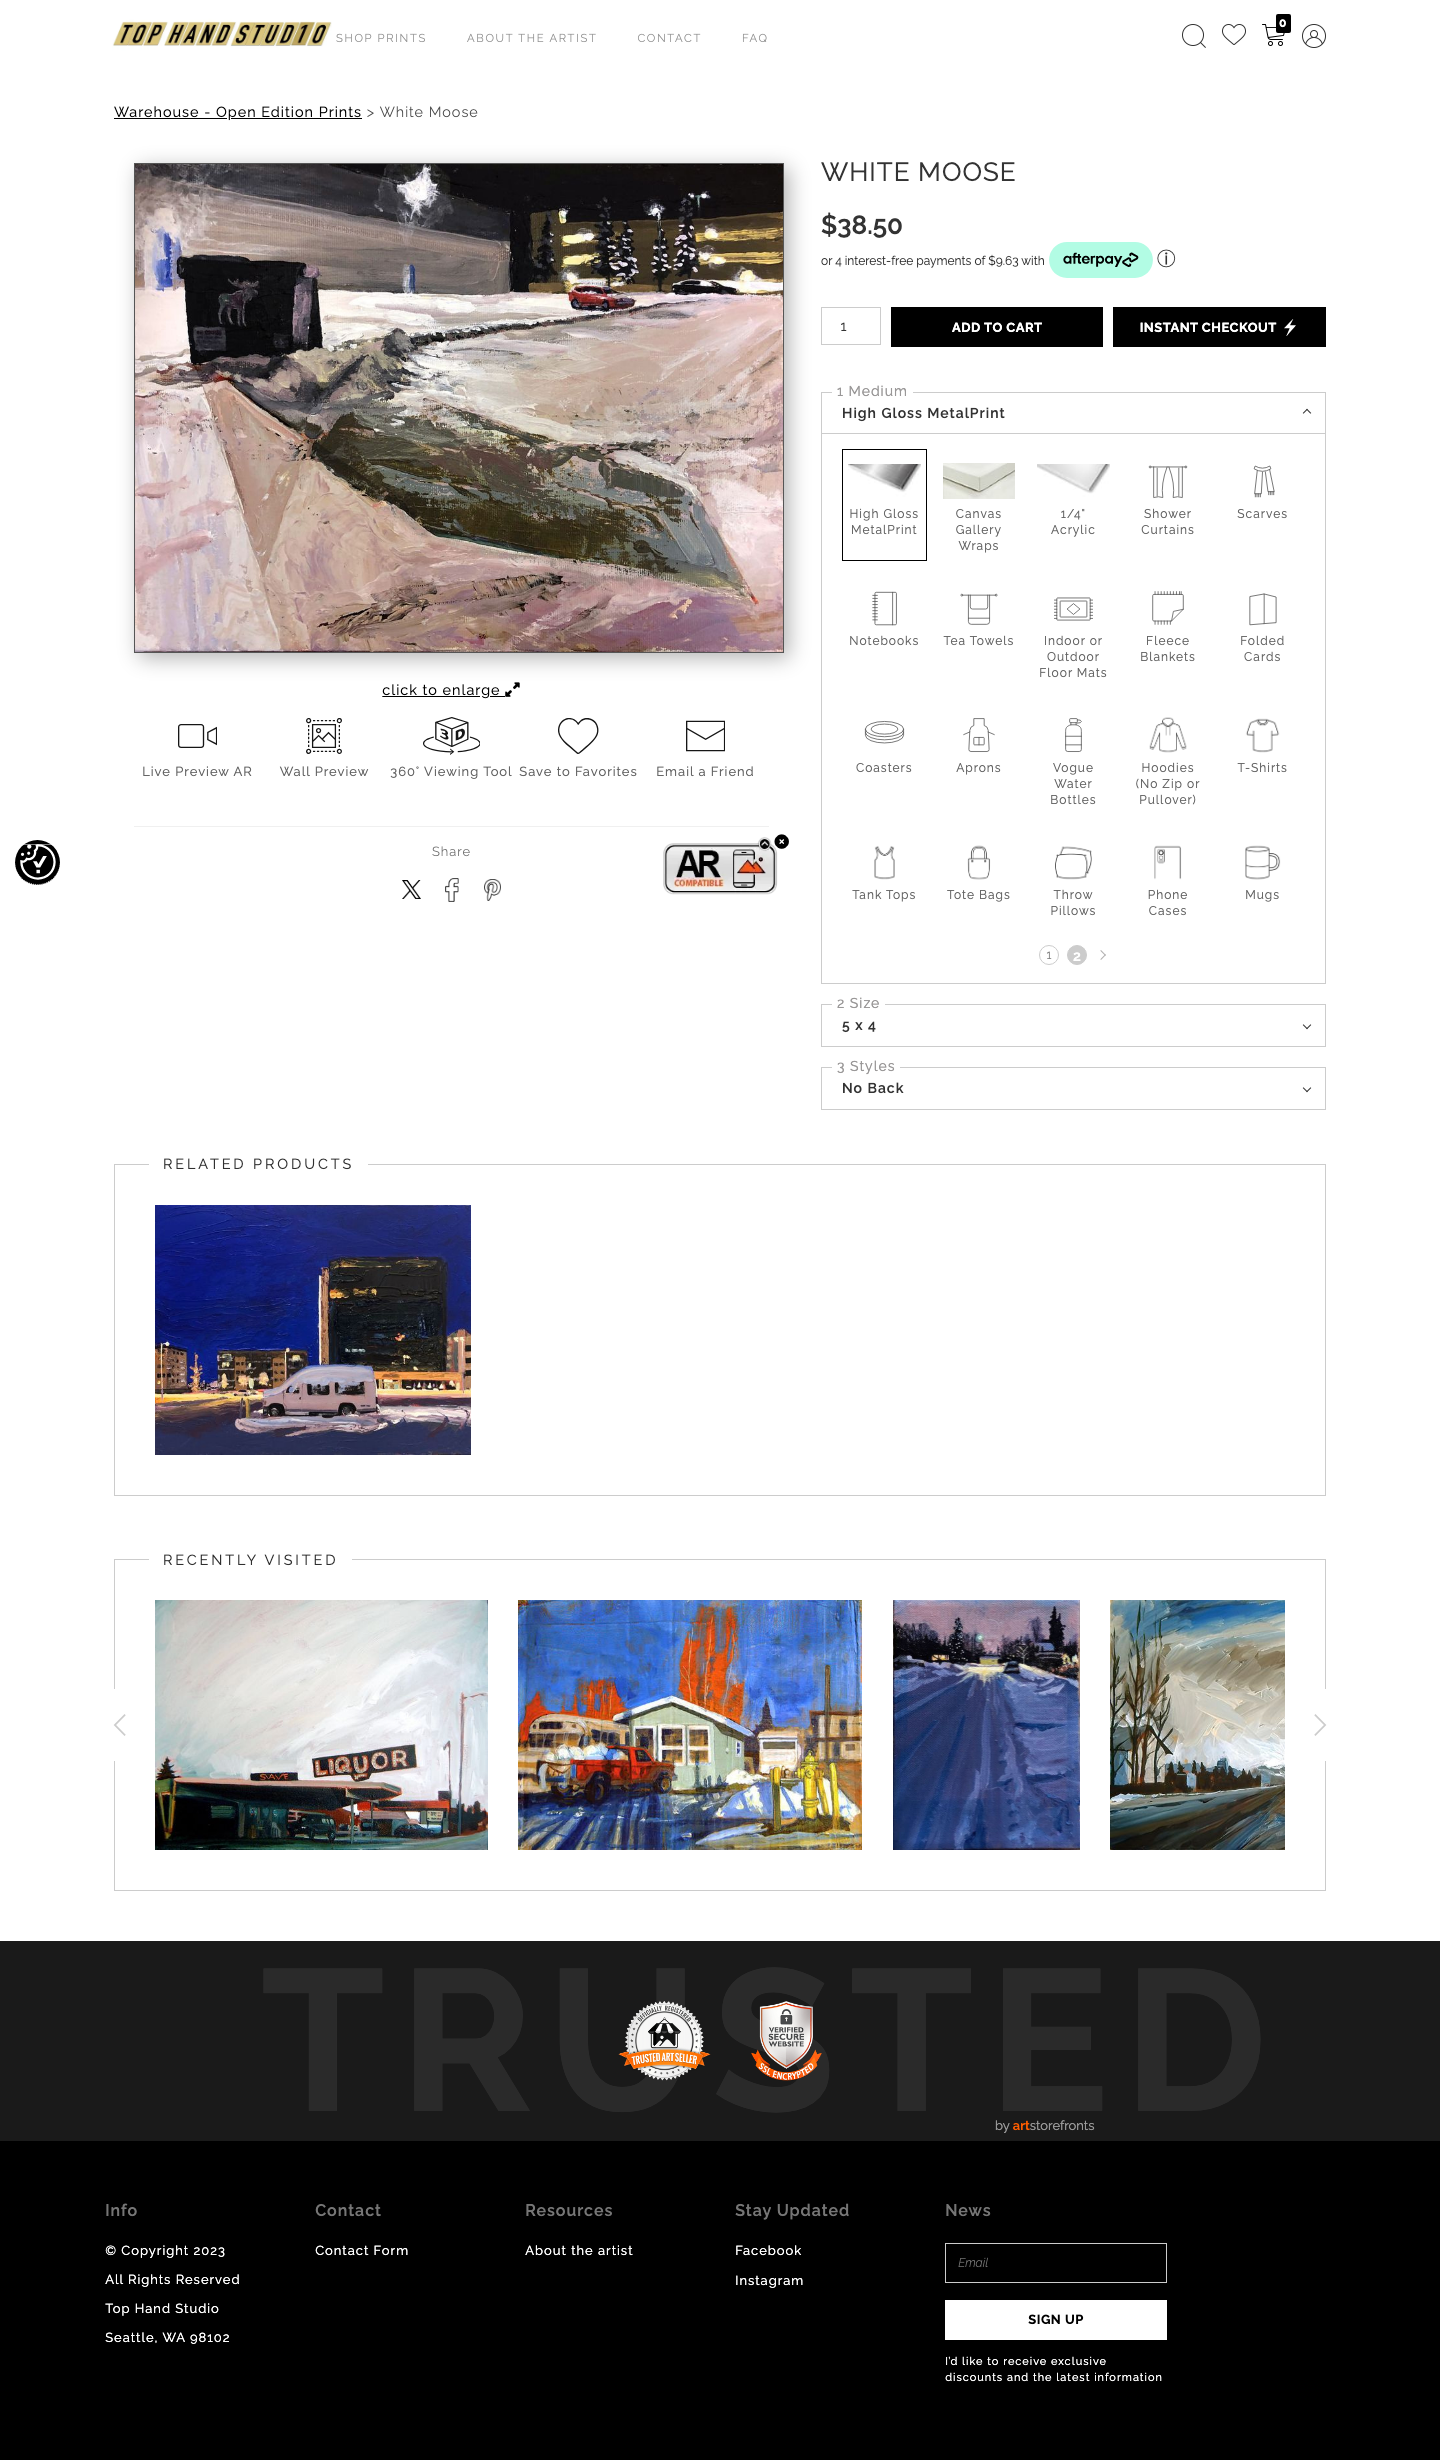 TOP HAND STUD1O
SHOP PRINTS
ABOUT THE ARTIST
CONTACT
FAQ
0
Warehouse - Open Edition Prints > White Moose
WHITE MOOSE
$38.50
or 4 interest-free payments of $9.63 with afterpay
1
ADD TO CART
INSTANT CHECKOUT
1 Medium
High Gloss MetalPrint
High Gloss
MetalPrint
Canvas
Gallery
Wraps
1/4"
Acrylic
Shower
Curtains
Scarves
Notebooks
Tea Towels
Indoor or
Outdoor
Floor Mats
Fleece
Blankets
Folded
Cards
Coasters
Aprons
Vogue
Water
Bottles
Hoodies
(No Zip or
Pullover)
T-Shirts
Tank Tops
Tote Bags
Throw
Pillows
Phone
Cases
Mugs
1 2
2 Size
5 x 4
3 Styles
No Back
click to enlarge
Live Preview AR
Wall Preview
3D
360° Viewing Tool
Save to Favorites
Email a Friend
Share
AR
COMPATIBLE
RELATED PRODUCTS
RECENTLY VISITED
SAVE
LIQUOR
TRUSTED
OFFICIALLY REGISTERED
TRUSTED ART SELLER
VERIFIED
SECURE
WEBSITE
SSL ENCRYPTED
by artstorefronts
Info
© Copyright 2023
All Rights Reserved
Top Hand Studio
Seattle, WA 98102
Contact
Contact Form
Resources
About the artist
Stay Updated
Facebook
Instagram
News
Email
SIGN UP
I'd like to receive exclusive
discounts and the latest information